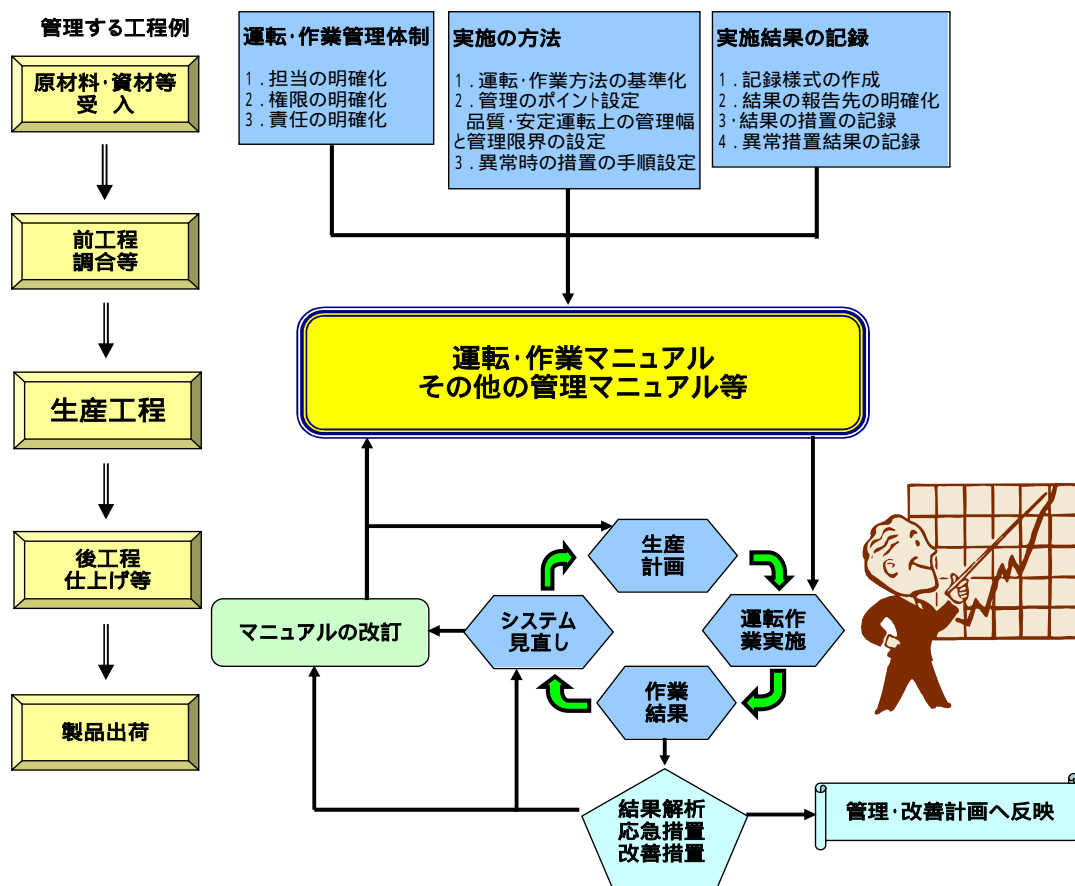 管理する工程例
原材料･資材等
受　入
前工程
調合等
生産工程
後工程
仕上げ等
製品出荷
運転･作業管理体制
１．担当の明確化
２．権限の明確化
３．責任の明確化
実施の方法
１．運転･作業方法の基準化
２．管理のポイント設定
品質･安定運転上の管理幅
と管理限界の設定
３．異常時の措置の手順設定
実施結果の記録
１．記録様式の作成
２．結果の報告先の明確化
３･結果の措置の記録
４．異常措置結果の記録
運転･作業マニュアル
その他の管理マニュアル等
生産
計画
運転作
業実施
作業
結果
システム
見直し
マニュアルの改訂
結果解析
応急措置
改善措置
管理･改善計画へ反映